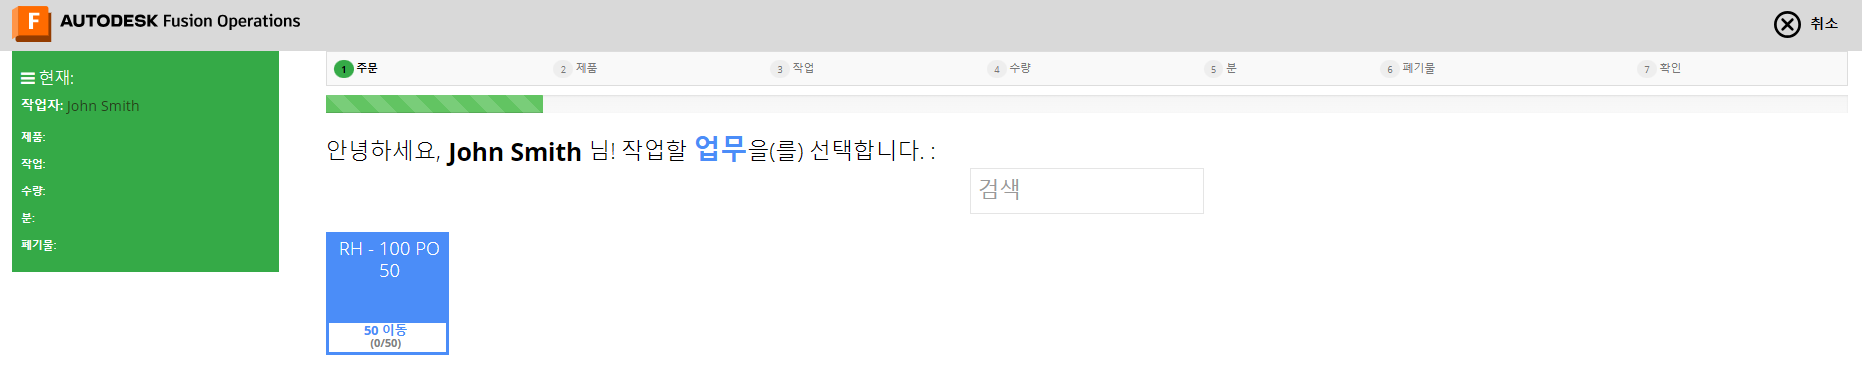 AUTODESK Fusion Operations
취소
현재:
작업자: John Smith
제품:
작업:
수량:
분:
폐기물:
1 주문
2 제품
3 작업
4 수량
5 분
6 폐기물
7 확인
안녕하세요, John Smith 님! 작업할 업무을(를) 선택합니다. :
검색
RH - 100 PO
50
50 이동
(0/50)